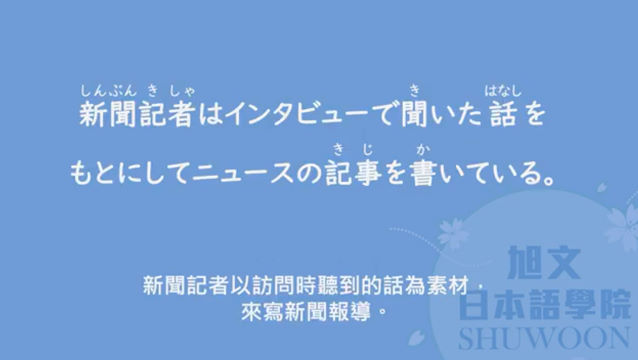 しんぶん き しゃ き はなし
新聞記者はインタビューで聞いた話を
き じ か
もとにしてニュースの記事を書いている。
新聞記者以訪問時聽到的話為素材，
來寫新聞報導。
旭文
日本語學院
SHUWOON